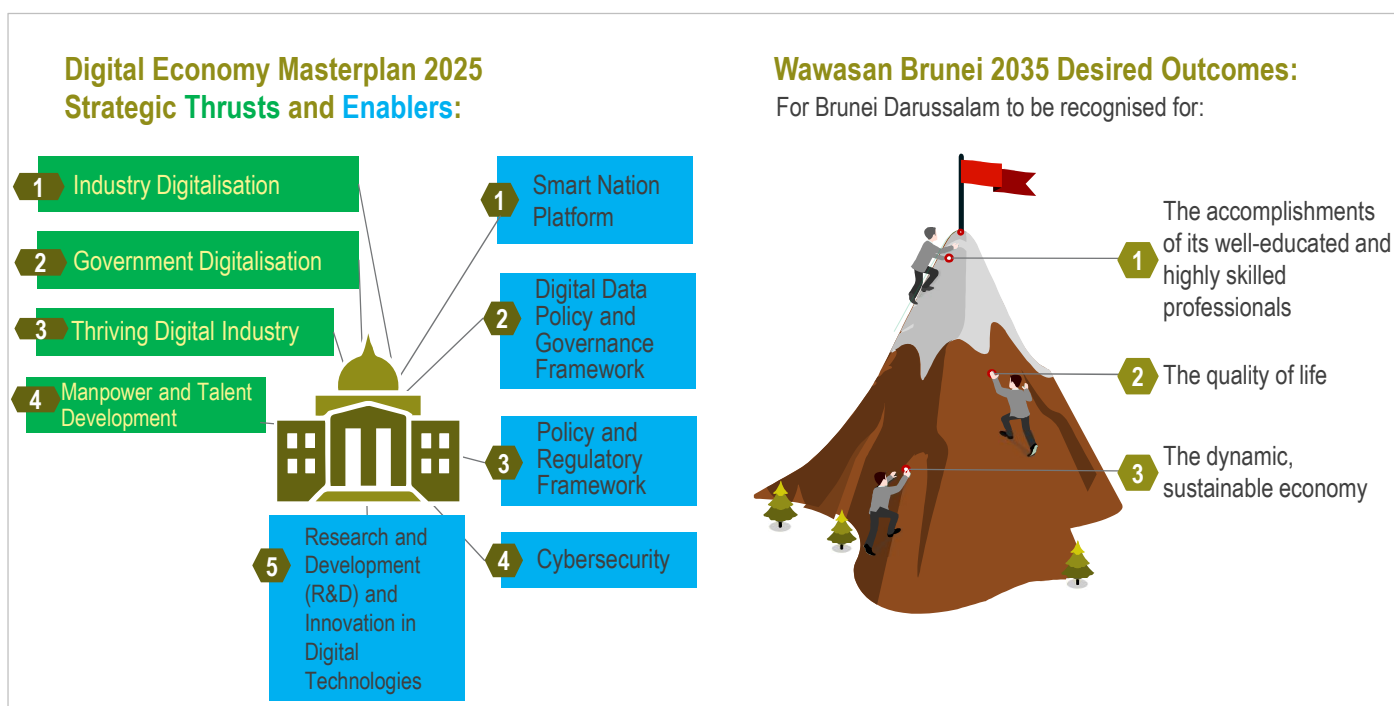 Digital Economy Masterplan 2025
Strategic Thrusts and Enablers:
1 Industry Digitalisation
2 Government Digitalisation
3 Thriving Digital Industry
4 Manpower and Talent
Development
1 Smart Nation
Platform
2 Digital Data
Policy and
Governance
Framework
3 Policy and
Regulatory
Framework
4 Cybersecurity
5 Research and
Development
(R&D) and
Innovation in
Digital
Technologies
Wawasan Brunei 2035 Desired Outcomes:
For Brunei Darussalam to be recognised for:
1 The accomplishments
of its well-educated and
highly skilled
professionals
2 The quality of life
3 The dynamic,
sustainable economy